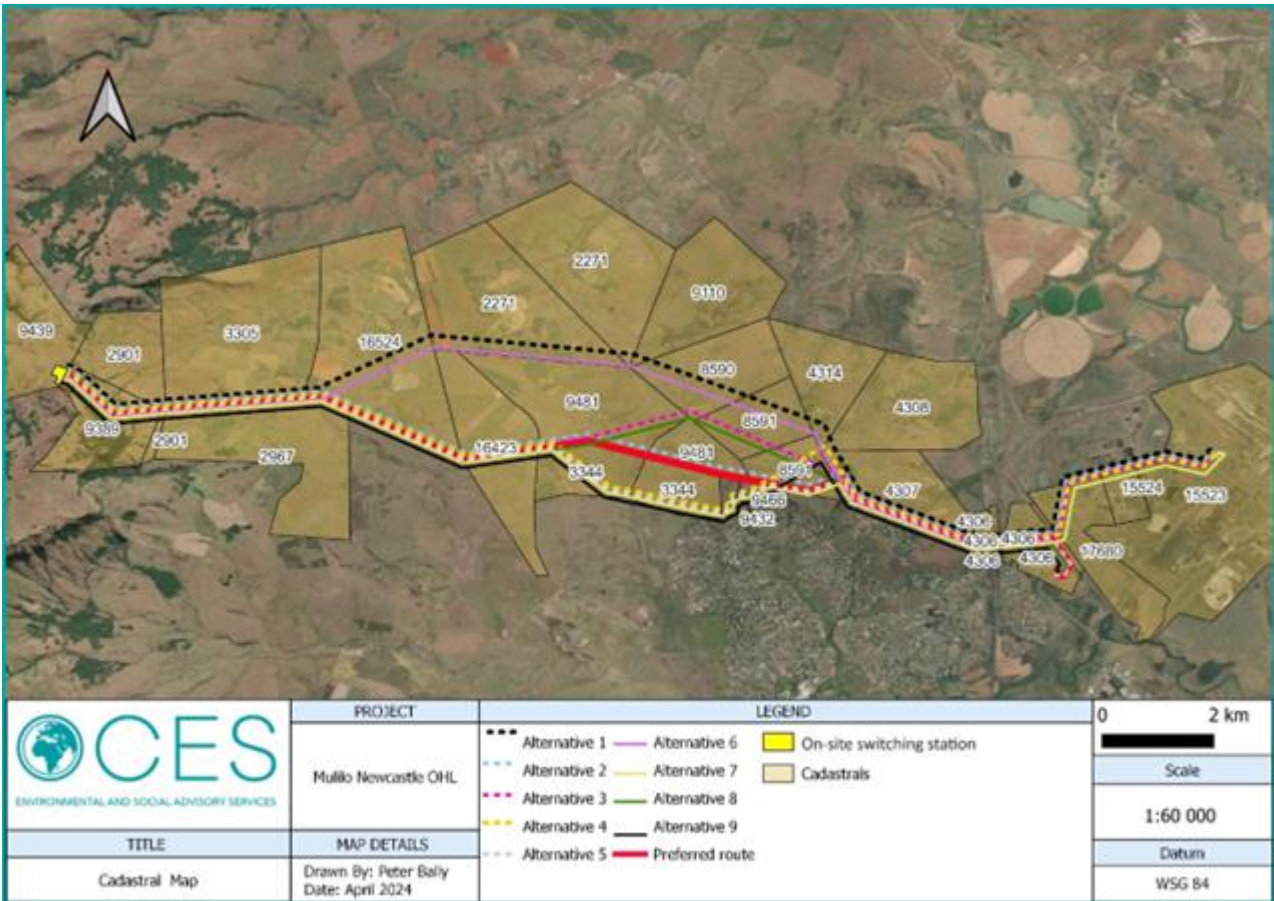 2271
2271
9110
9439
2901
3305
16524
8590
4314
9481
4308
8591
9389
2901
2967
16423
9481
3344
8591
3344
9466
9432
4307
15524
15523
4306
4306
4306
4306
4306
17680
CES
ENVIRONMENTAL AND SOCIAL ADVISORY SERVICES
TITLE
Cadastral Map
PROJECT
Mulilo Newcastle OHL
MAP DETAILS
Drawn By: Peter Bally
Date: April 2024
LEGEND
Alternative 1
Alternative 2
Alternative 3
Alternative 4
Alternative 5
Alternative 6
Alternative 7
Alternative 8
Alternative 9
Preferred route
On-site switching station
Cadastrals
0 2 km
Scale
1:60 000
Datum
WSG 84